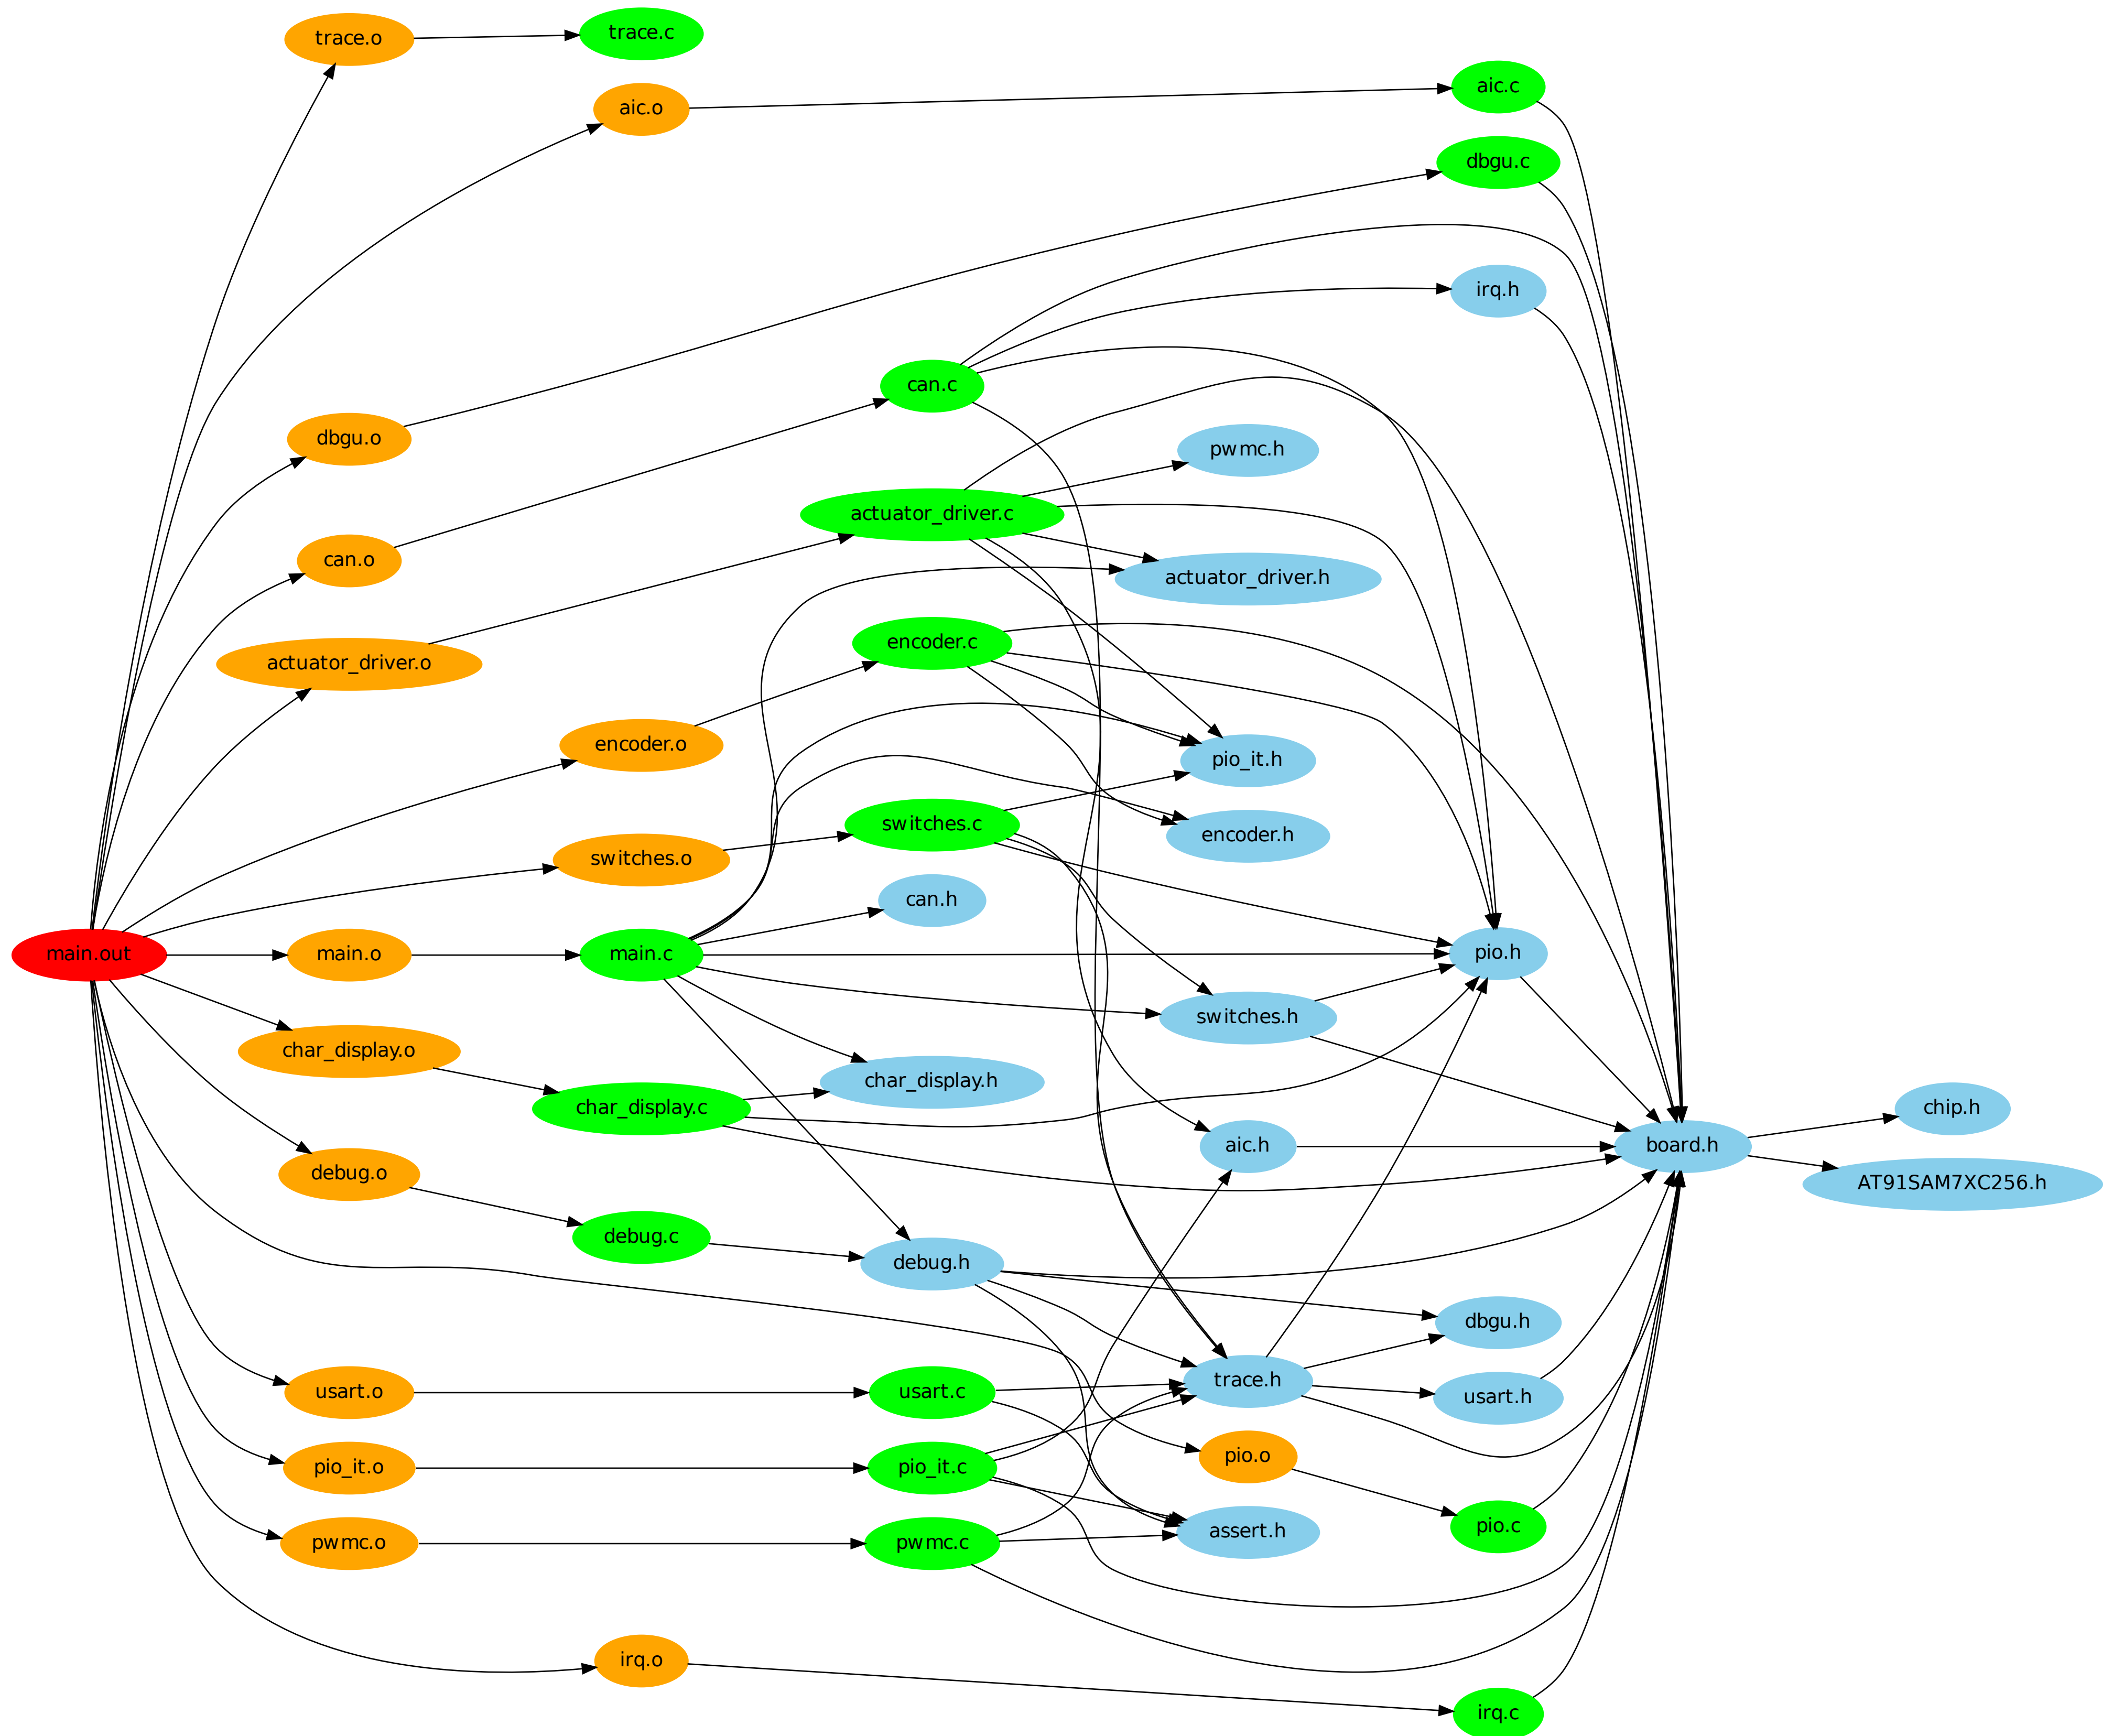 trace.o
trace.c
aic.o
aic.c
dbgu.c
irq.h
can.c
dbgu.o
pwmc.h
actuator_driver.c
can.o
actuator_driver.h
encoder.c
actuator_driver.o
encoder.o
pio_it.h
switches.c
encoder.h
switches.o
can.h
main.out
main.o
main.c
pio.h
switches.h
char_display.o
char_display.h
char_display.c
chip.h
aic.h
board.h
debug.o
AT91SAM7XC256.h
debug.c
debug.h
dbgu.h
trace.h
usart.o
usart.c
usart.h
pio_it.o
pio_it.c
pio.o
pwmc.o
pwmc.c
assert.h
pio.c
irq.o
irq.c